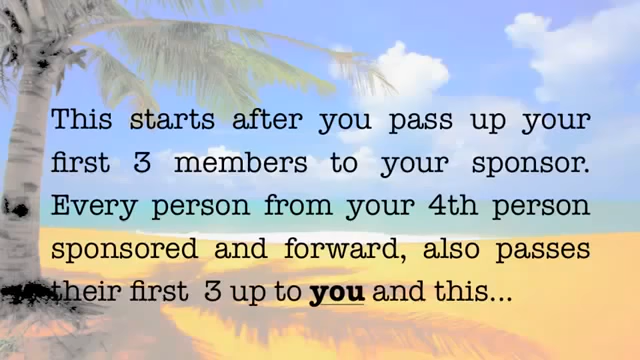 This starts after you pass up your
first 3 members to your sponsor.
Every person from your 4th person
sponsored and forward, also passes
their first 3 up to you and this...